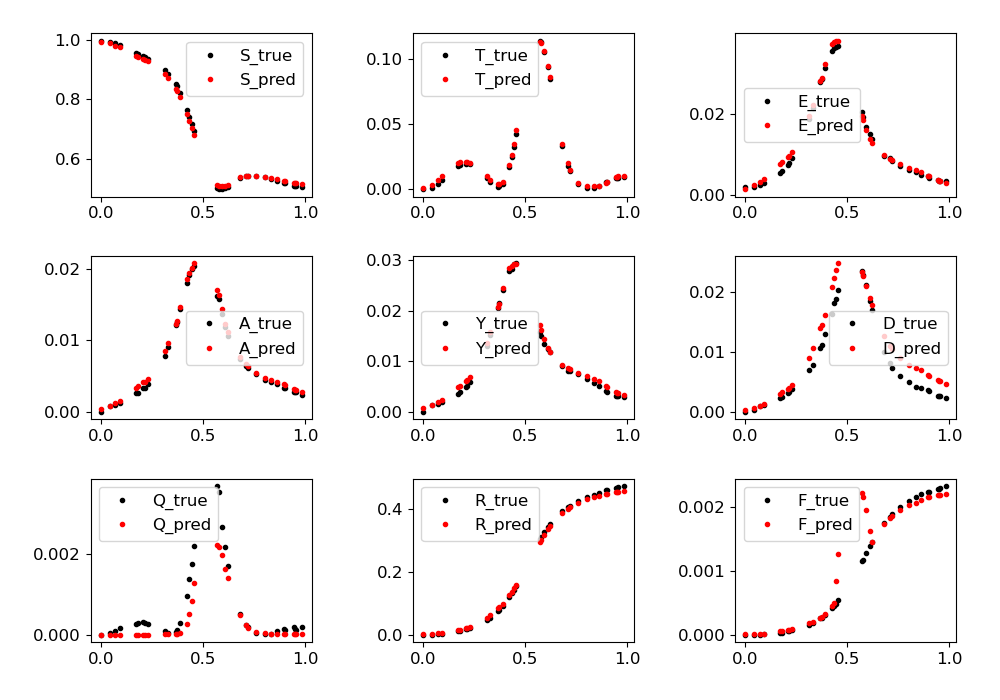 1.0
0.8
0.6
0.0
0.5
1.0
S_true
S_pred
0.10
0.05
0.00
0.0
0.5
1.0
T_true
T_pred
0.02
0.00
0.0
0.5
1.0
E_true
E_pred
0.02
0.01
0.00
0.0
0.5
1.0
A_true
A_pred
0.03
0.02
0.01
0.00
0.0
0.5
1.0
Y_true
Y_pred
0.02
0.01
0.00
0.0
0.5
1.0
D_true
D_pred
0.002
0.000
0.0
0.5
1.0
Q_true
Q_pred
0.4
0.2
0.0
0.0
0.5
1.0
R_true
R_pred
0.002
0.001
0.000
0.0
0.5
1.0
F_true
F_pred